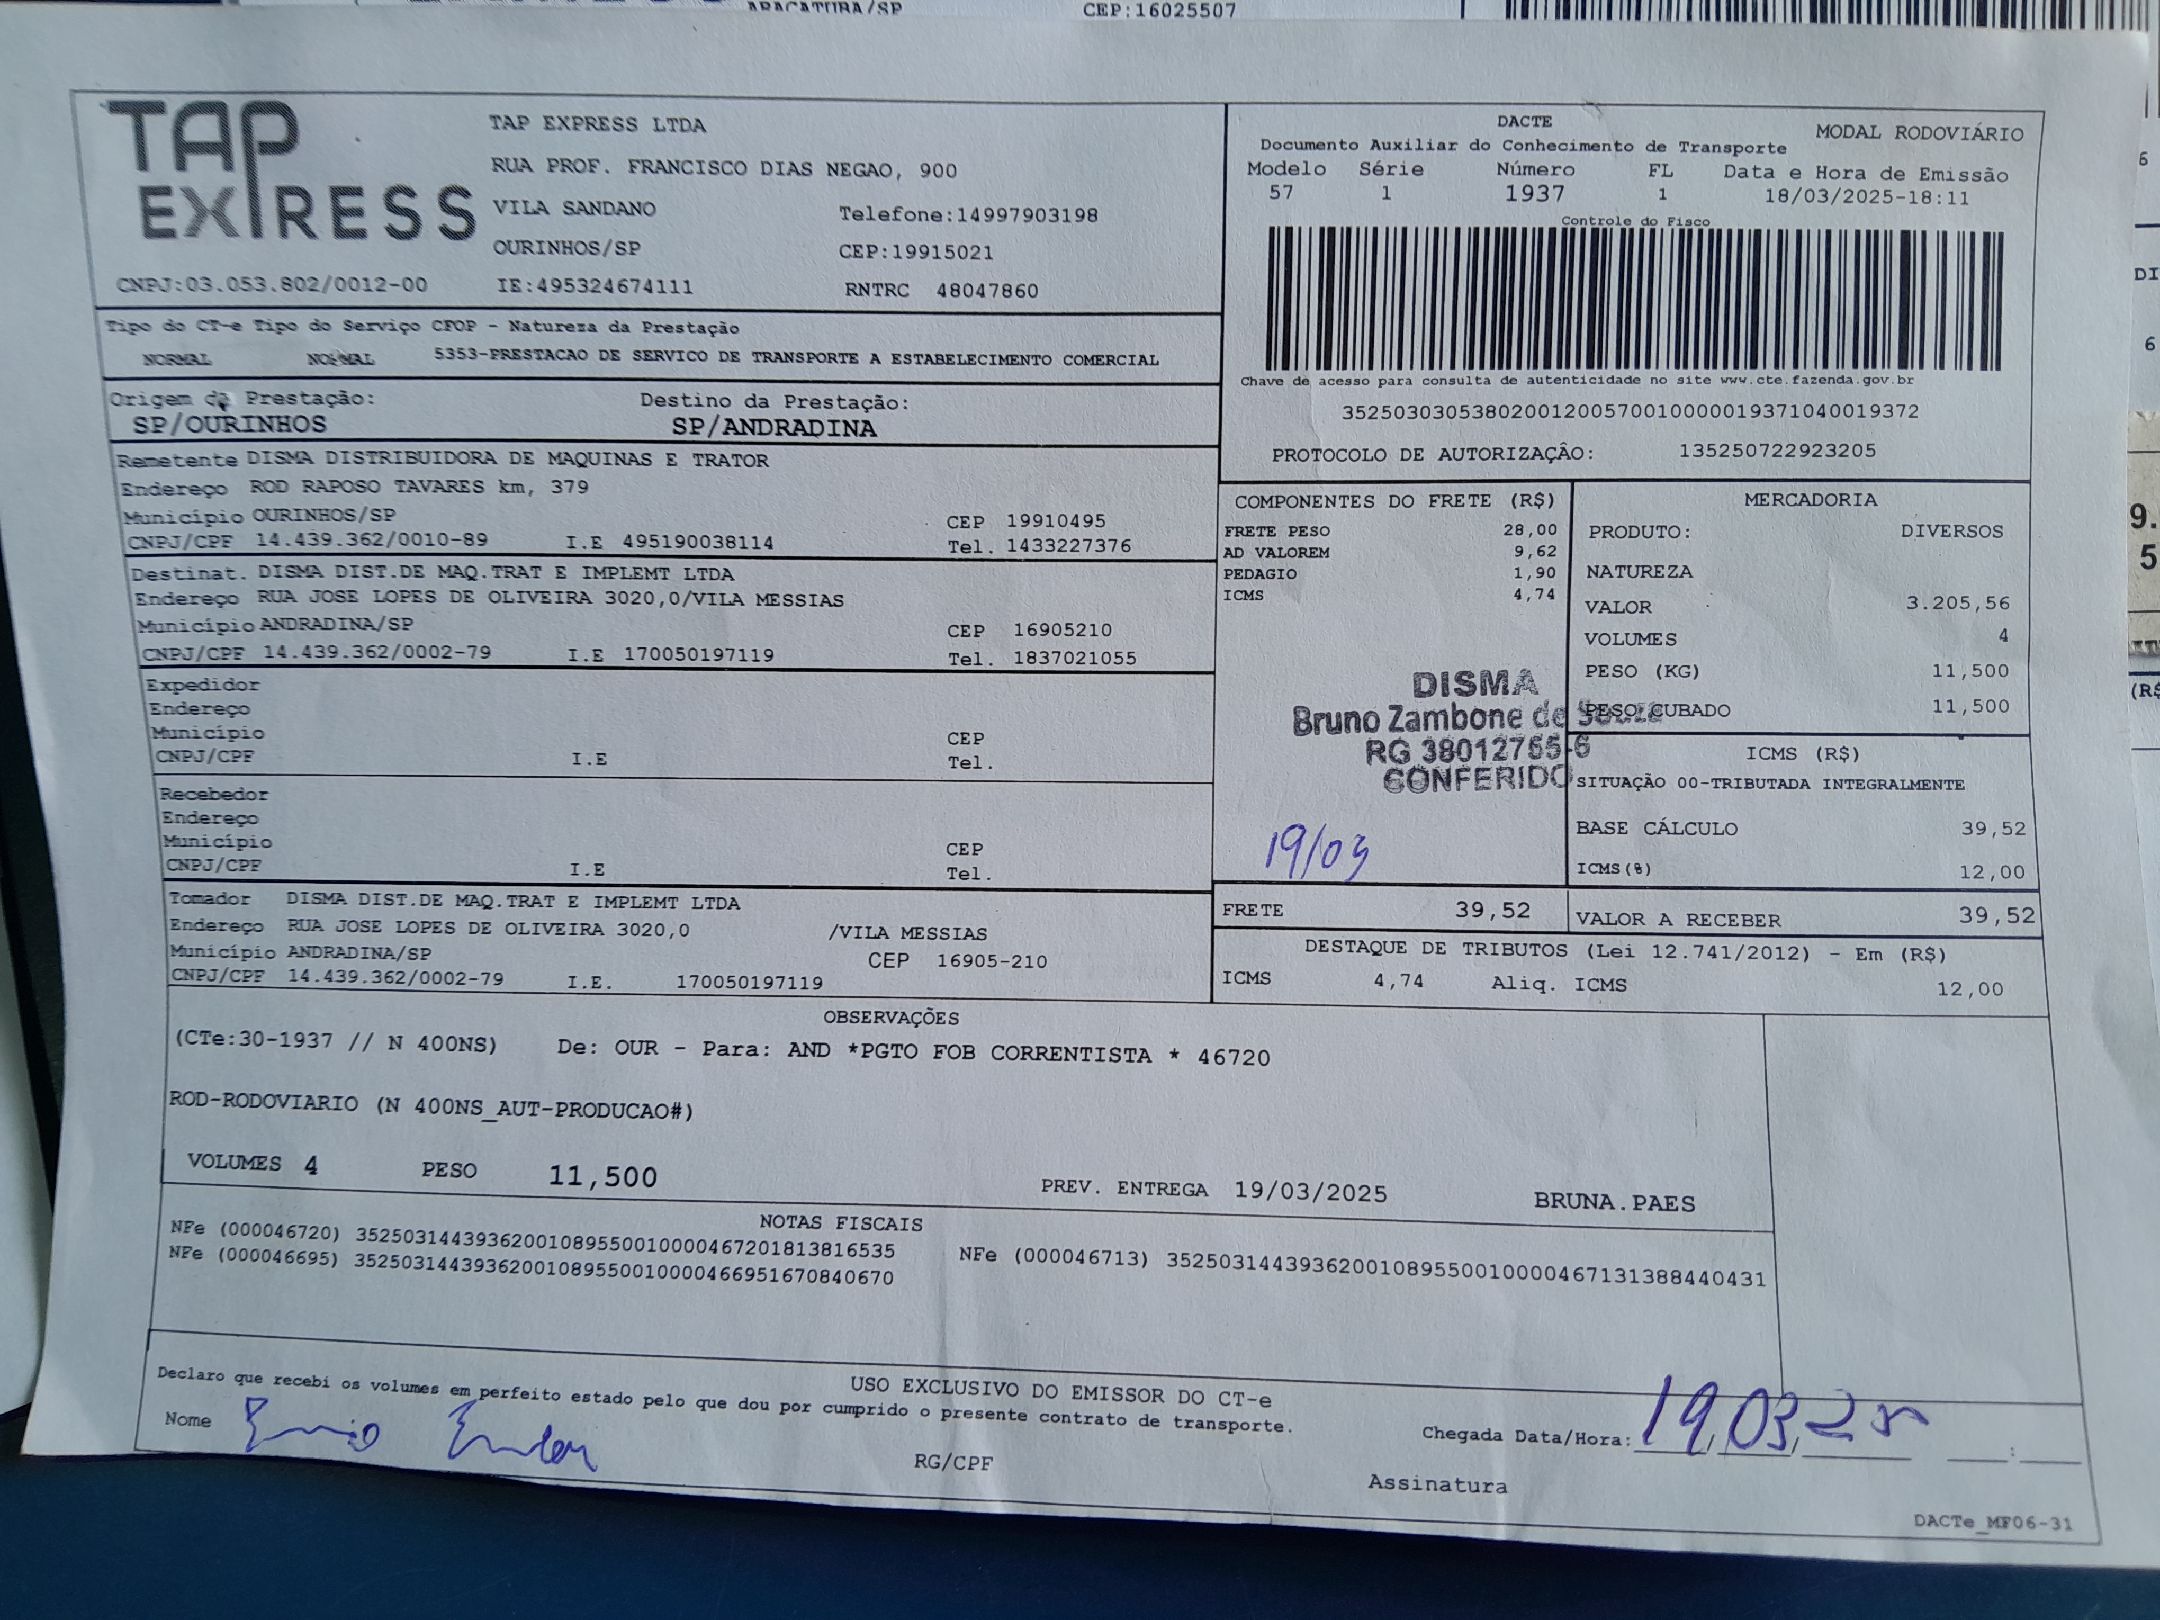 ARAÇATUBA/SP CEP:16025507
TAP EXPRESS
TAP EXPRESS LTDA
RUA PROF. FRANCISCO DIAS NEGAO, 900
VILA SANDANO Telefone:14997903198
OURINHOS/SP CEP:19915021
CNPJ:03.053.802/0012-00 IE:495324674111 RNTRC 48047860
DACTE
MODAL RODOVIÁRIO
Documento Auxiliar do Conhecimento de Transporte
Modelo Série Número FL Data e Hora de Emissão
57 1 1937 1 18/03/2025-18:11
Controle do Fisco
Chave de acesso para consulta de autenticidade no site www.cte.fazenda.gov.br
35250303053802001200570010000019371040019372
PROTOCOLO DE AUTORIZAÇÃO: 135250722923205
Tipo do CT-e Tipo do Serviço CFOP - Natureza da Prestação
NORMAL NORMAL 5353-PRESTACAO DE SERVICO DE TRANSPORTE A ESTABELECIMENTO COMERCIAL
Origem da Prestação: Destino da Prestação:
SP/OURINHOS SP/ANDRADINA
Remetente DISMA DISTRIBUIDORA DE MAQUINAS E TRATOR
Endereço ROD RAPOSO TAVARES km, 379
Município OURINHOS/SP CEP 19910495
CNPJ/CPF 14.439.362/0010-89 I.E 495190038114 Tel. 1433227376
Destinat. DISMA DIST.DE MAQ.TRAT E IMPLEMT LTDA
Endereço RUA JOSE LOPES DE OLIVEIRA 3020,0/VILA MESSIAS
Município ANDRADINA/SP CEP 16905210
CNPJ/CPF 14.439.362/0002-79 I.E 170050197119 Tel. 1837021055
Expedidor
Endereço
Município CEP
CNPJ/CPF I.E Tel.
Recebedor
Endereço
Município CEP
CNPJ/CPF I.E Tel.
Tomador DISMA DIST.DE MAQ.TRAT E IMPLEMT LTDA
Endereço RUA JOSE LOPES DE OLIVEIRA 3020,0 /VILA MESSIAS
Município ANDRADINA/SP CEP 16905-210
CNPJ/CPF 14.439.362/0002-79 I.E. 170050197119
COMPONENTES DO FRETE (R$)
FRETE PESO 28,00
AD VALOREM 9,62
PEDAGIO 1,90
ICMS 4,74
DISMA
Bruno Zambone de Souza
RG 38012765-6
CONFERIDO
19/03
MERCADORIA
PRODUTO: DIVERSOS
NATUREZA
VALOR 3.205,56
VOLUMES 4
PESO (KG) 11,500
PESO CUBADO 11,500
ICMS (R$)
SITUAÇÃO 00-TRIBUTADA INTEGRALMENTE
BASE CÁLCULO 39,52
ICMS(%) 12,00
FRETE 39,52 VALOR A RECEBER 39,52
DESTAQUE DE TRIBUTOS (Lei 12.741/2012) - Em (R$)
ICMS 4,74 Aliq. ICMS 12,00
OBSERVAÇÕES
(CTe:30-1937 // N 400NS) De: OUR - Para: AND *PGTO FOB CORRENTISTA * 46720
ROD-RODOVIARIO (N 400NS_AUT-PRODUCAO#)
VOLUMES 4 PESO 11,500 PREV. ENTREGA 19/03/2025 BRUNA.PAES
NOTAS FISCAIS
NFe (000046720) 35250314439362001089550010000467201813816535
NFe (000046695) 35250314439362001089550010000466951670840670 NFe (000046713) 35250314439362001089550010000467131388440431
USO EXCLUSIVO DO EMISSOR DO CT-e
Declaro que recebi os volumes em perfeito estado pelo que dou por cumprido o presente contrato de transporte.
Nome RG/CPF Chegada Data/Hora: 19,03,25 :
Assinatura
DACTe_MF06-31